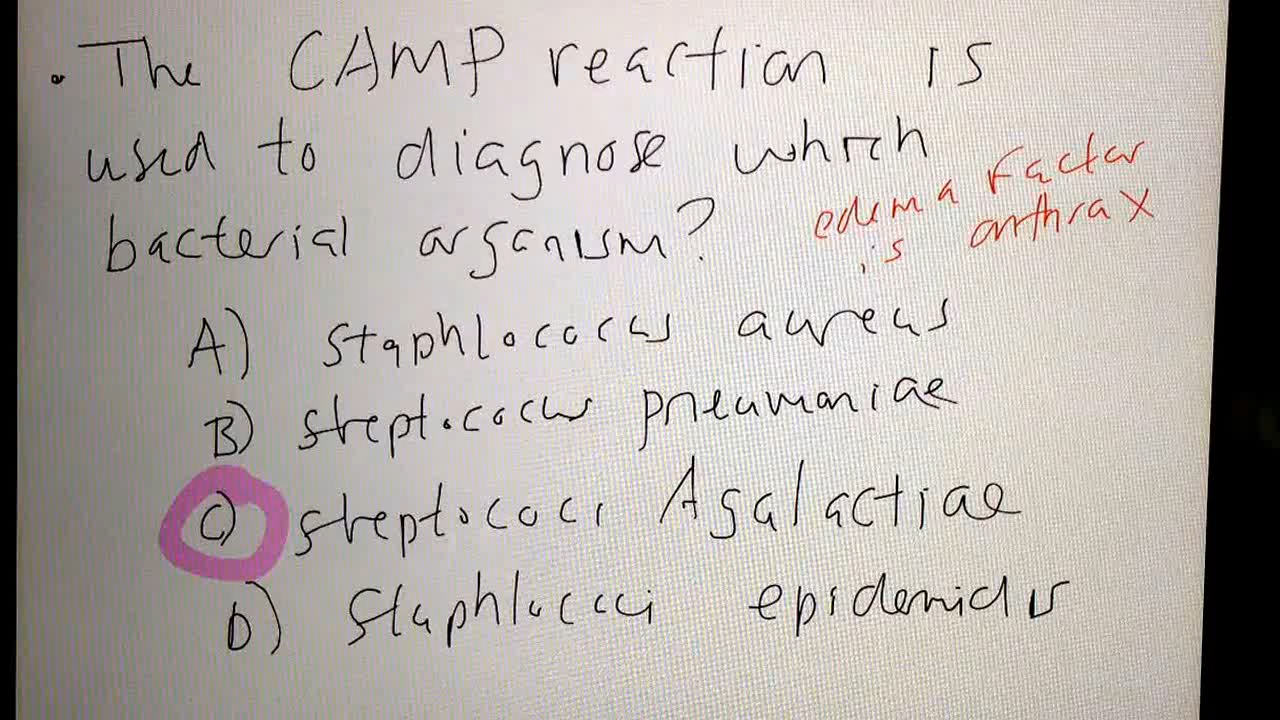 . The CAMP reaction is
used to diagnose which
bacterial organism?
edema Factor
is anthrax
A) staphlococcus aureus
B) streptococcus pneumoniae
C) streptococci Agalactiae
D) staphlococci epidermidis